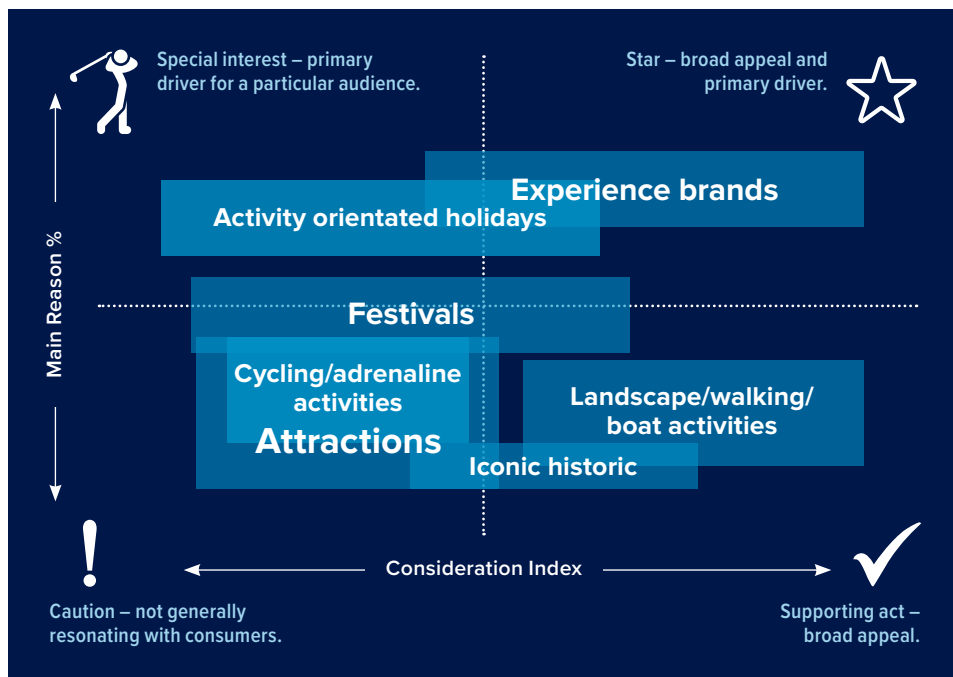 Special interest – primary
driver for a particular audience.
Star – broad appeal and
primary driver.
Experience brands
Activity orientated holidays
Main Reason %
Festivals
Cycling/adrenaline
activities
Attractions
Landscape/walking/
boat activities
Iconic historic
Consideration Index
Caution – not generally
resonating with consumers.
Supporting act –
broad appeal.